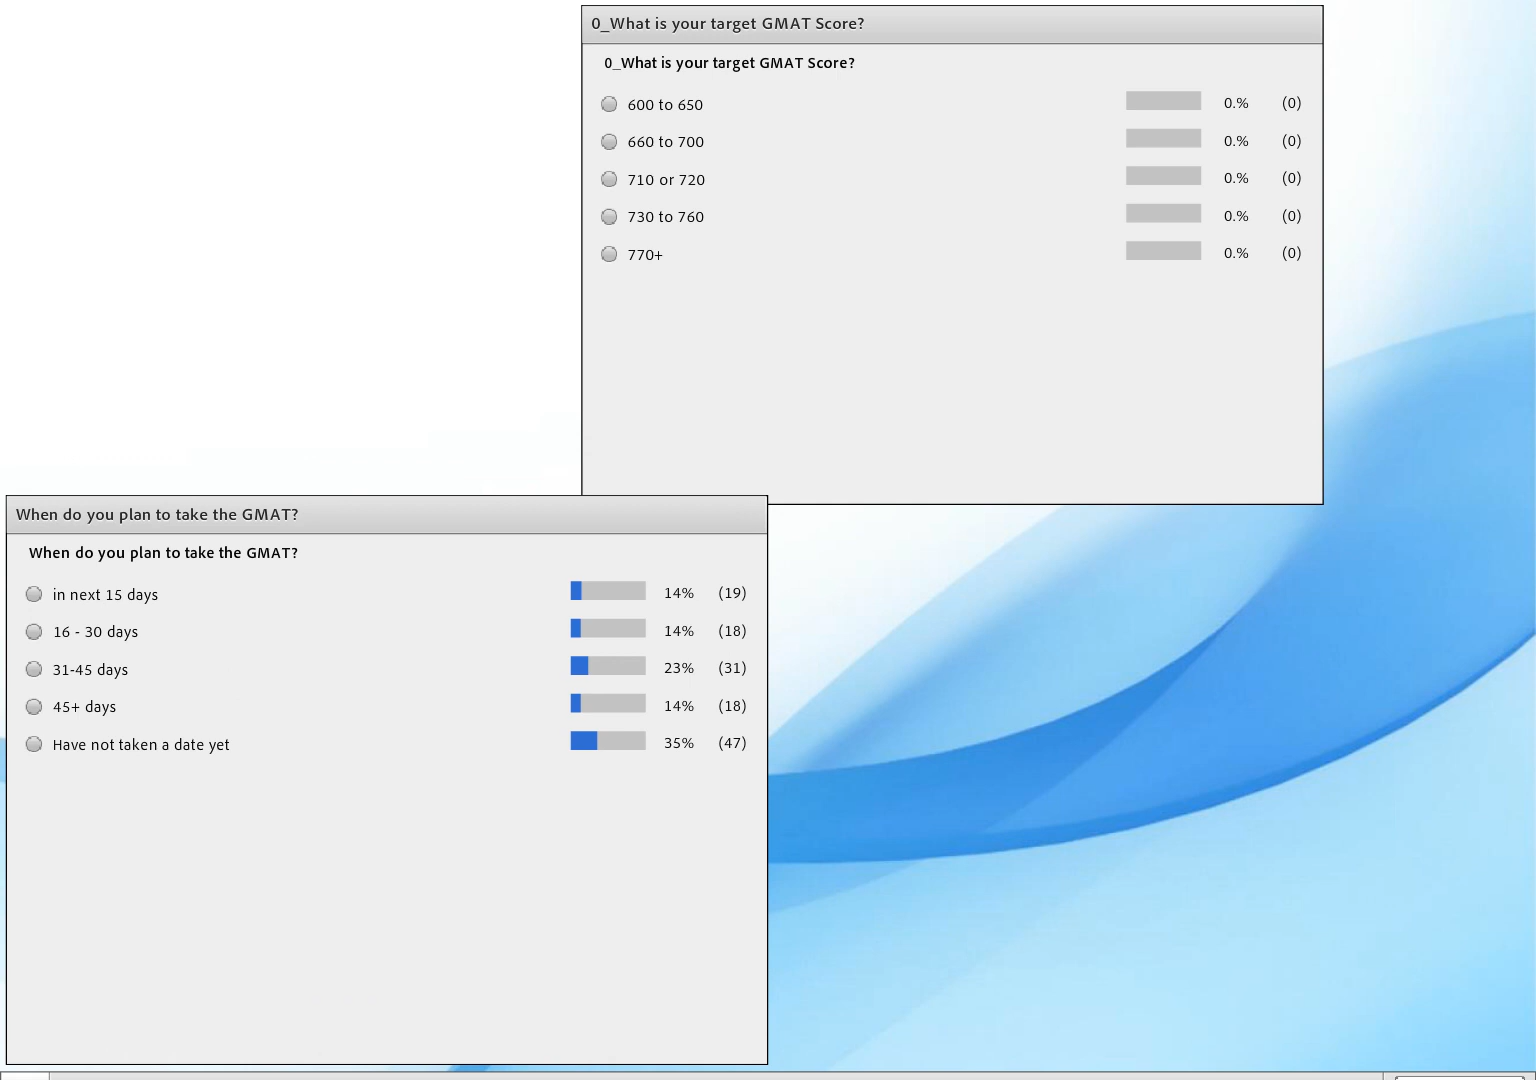 0_What is your target GMAT Score?
0_What is your target GMAT Score?
600 to 650 0.% (0)
660 to 700 0.% (0)
710 or 720 0.% (0)
730 to 760 0.% (0)
770+ 0.% (0)
When do you plan to take the GMAT?
When do you plan to take the GMAT?
in next 15 days 14% (19)
16 - 30 days 14% (18)
31-45 days 23% (31)
45+ days 14% (18)
Have not taken a date yet 35% (47)